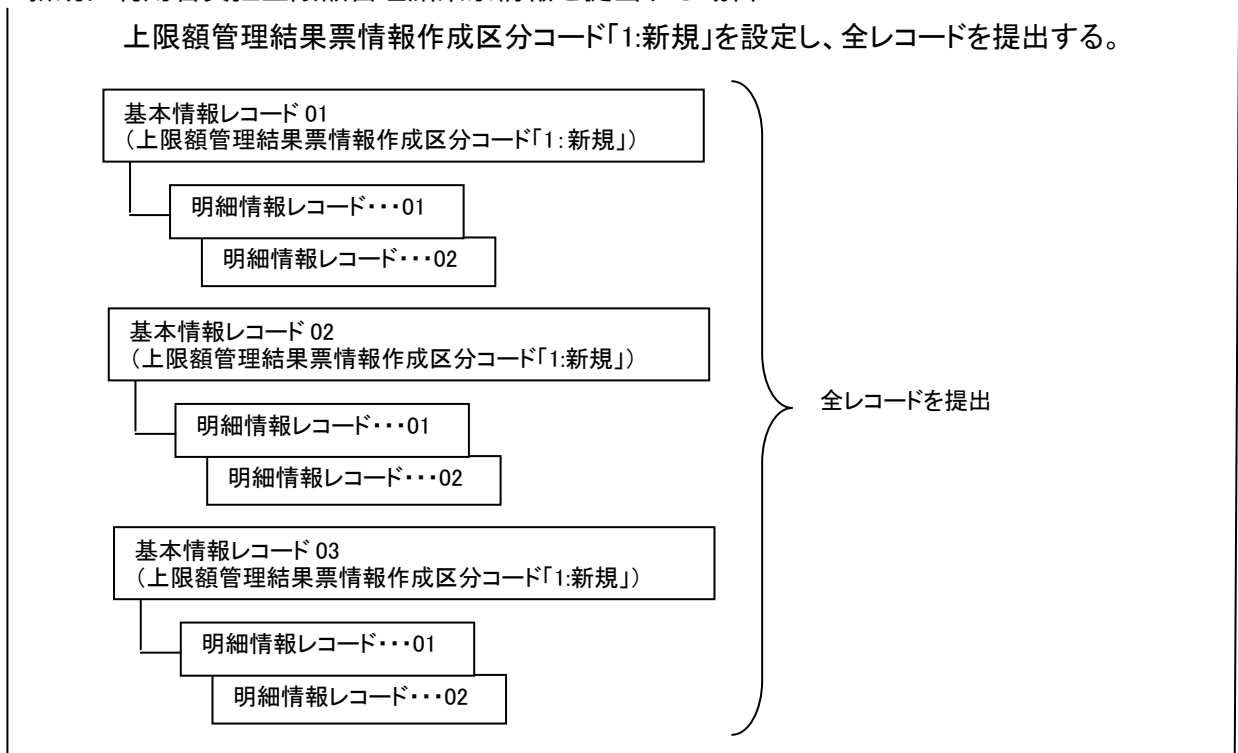 上限額管理結果票情報作成区分コード「1:新規」を設定し、全レコードを提出する。
基本情報レコード 01
（上限額管理結果票情報作成区分コード「1：新規」）
明細情報レコード・・・01
明細情報レコード・・・02
基本情報レコード 02
（上限額管理結果票情報作成区分コード「1:新規」）
明細情報レコード・・・01
明細情報レコード・・・02
全レコードを提出
基本情報レコード 03
（上限額管理結果票情報作成区分コード「1:新規」）
明細情報レコード・・・01
明細情報レコード・・・02